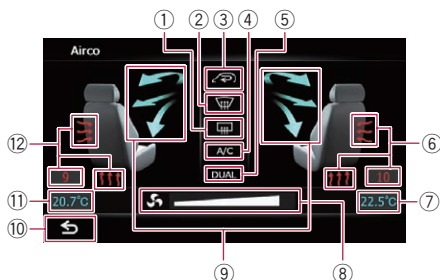 ① ② ③ ④ ⑤
Airco
A/C
DUAL
⑫ ⑥
9 10
⑪ 20.7°C 22.5°C ⑦
⑩ ⑨ ⑧